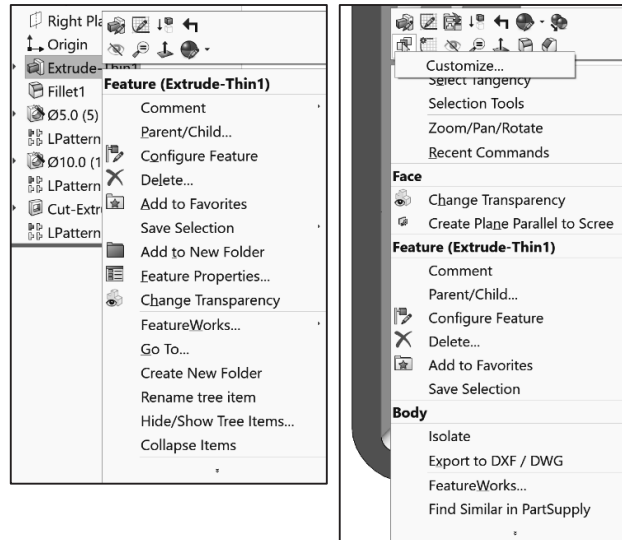 Right Pla
Origin
Extrude-Thin1
Fillet1
Ø5.0 (5)
LPattern
Ø10.0 (1
LPattern
Cut-Extr
LPattern
Feature (Extrude-Thin1)
Comment
Parent/Child...
Configure Feature
Delete...
Add to Favorites
Save Selection
Add to New Folder
Feature Properties...
Change Transparency
FeatureWorks...
Go To...
Create New Folder
Rename tree item
Hide/Show Tree Items...
Collapse Items
Customize...
Select Tangency
Selection Tools
Zoom/Pan/Rotate
Recent Commands
Face
Change Transparency
Create Plane Parallel to Scree
Feature (Extrude-Thin1)
Comment
Parent/Child...
Configure Feature
Delete...
Add to Favorites
Save Selection
Body
Isolate
Export to DXF / DWG
FeatureWorks...
Find Similar in PartSupply